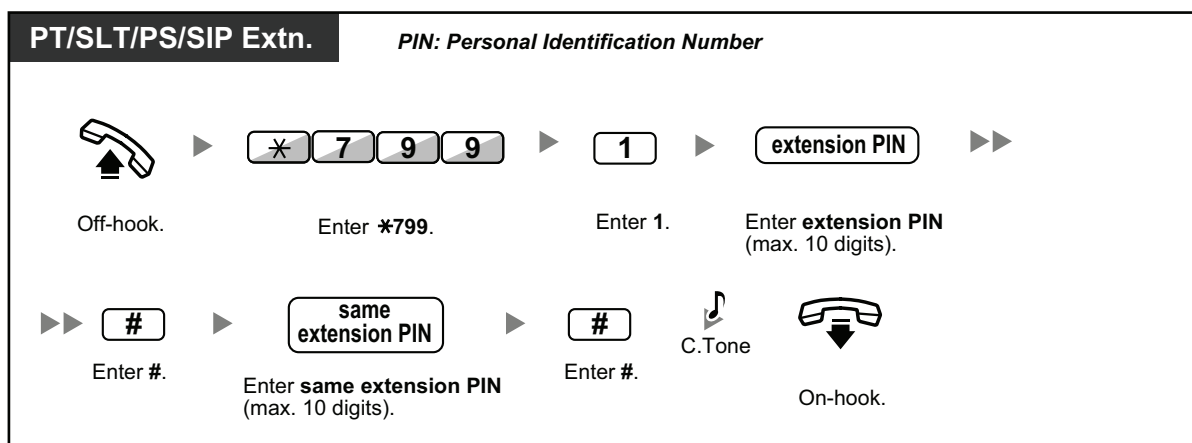 PT/SLT/PS/SIP Extn.
PIN: Personal Identification Number
* 7 9 9
1
extension PIN
Off-hook.
Enter *799.
Enter 1.
Enter extension PIN
(max. 10 digits).
#
same
extension PIN
#
C.Tone
Enter #.
Enter same extension PIN
(max. 10 digits).
Enter #.
On-hook.